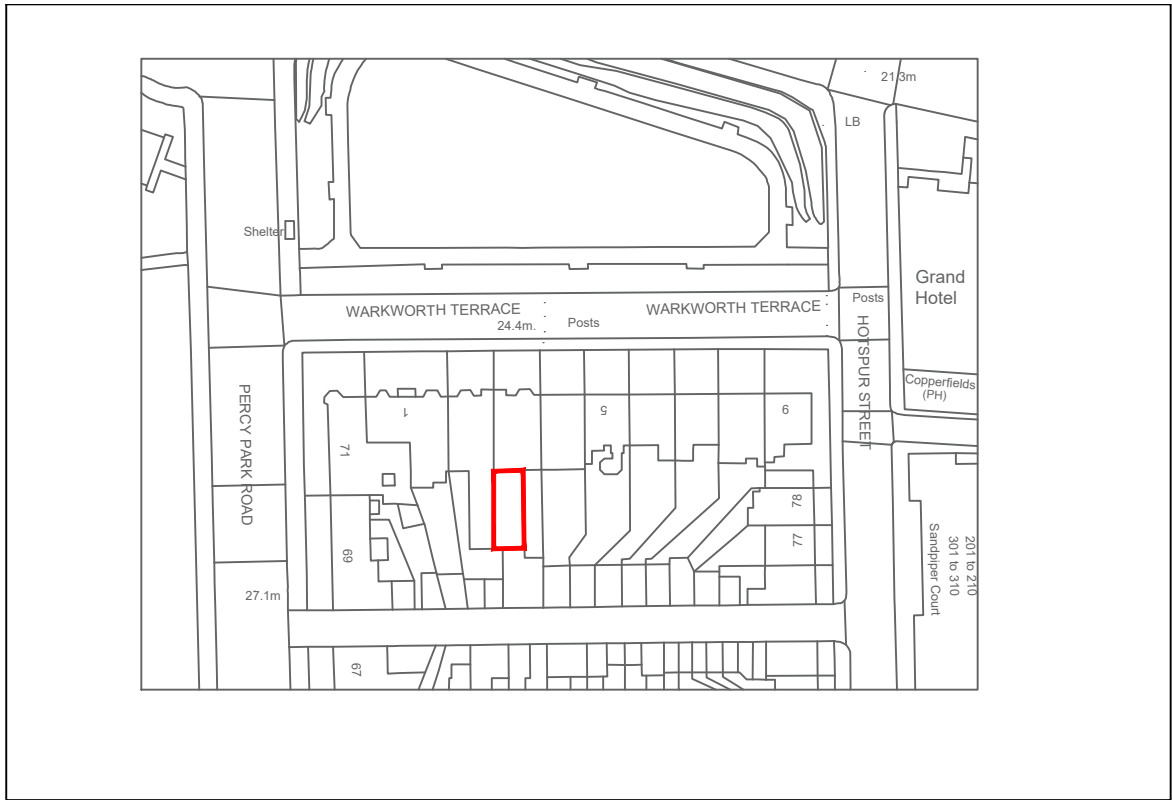 21.3m
LB
Shelter
Grand
Hotel
WARKWORTH TERRACE
WARKWORTH TERRACE
Posts
24.4m.
Posts
HOTSPUR STREET
Copperfields
(PH)
PERCY PARK ROAD
1
5
9
71
78
77
69
201 to 210
301 to 310
Sandpiper Court
27.1m
67